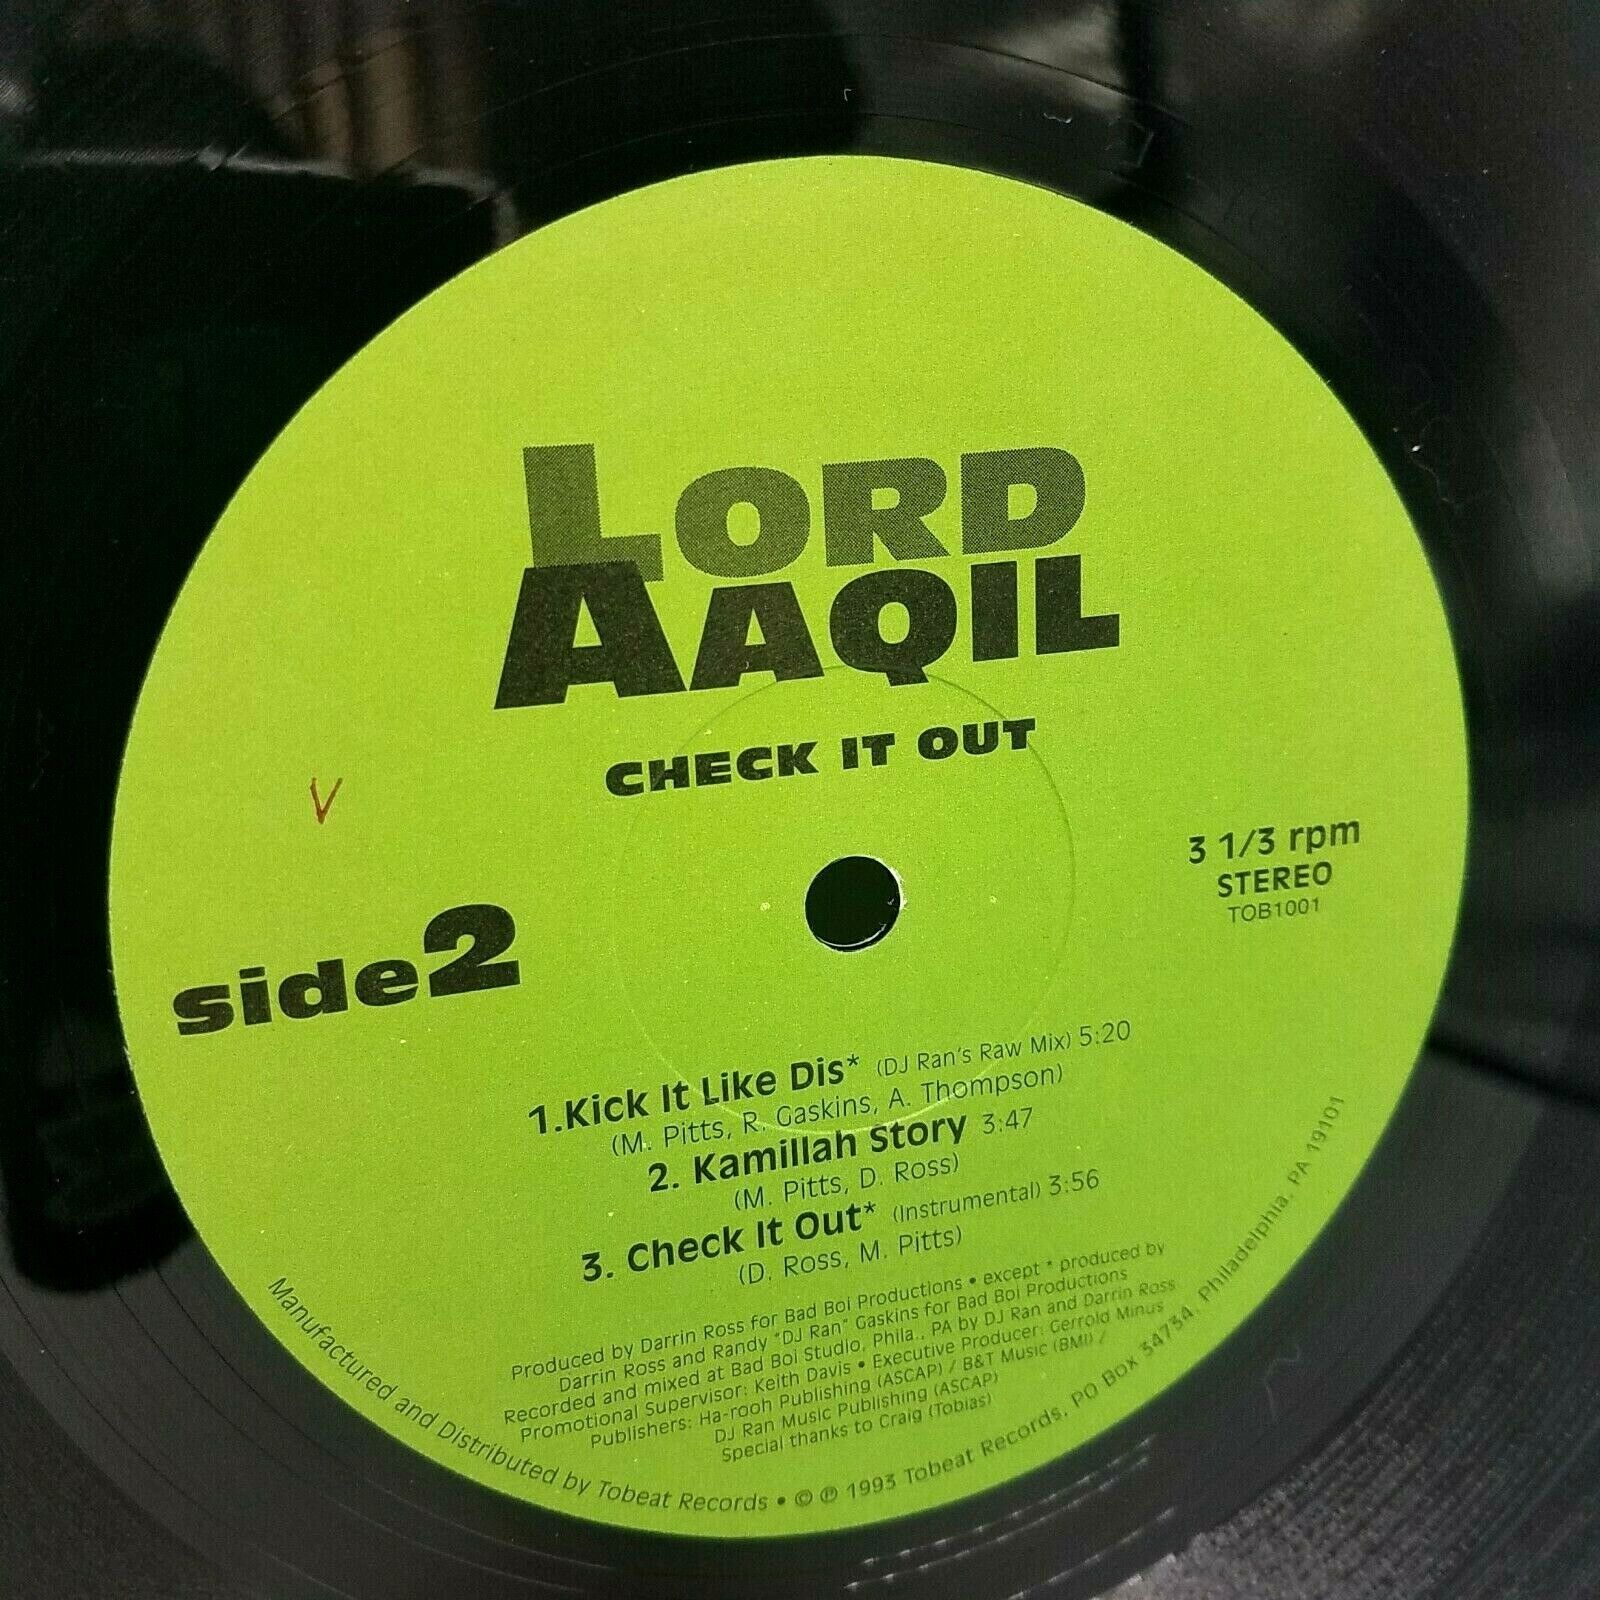 LORD
AAQIL
CHECK IT OUT
V
3 1/3 rpm
STEREO
TOB1001
side2
1.Kick It Like Dis* (DJ Ran's Raw Mix) 5:20
(M. Pitts, R. Gaskins, A. Thompson)
2. Kamillah Story 3:47
(M. Pitts, D. Ross)
3. Check It Out* (Instrumental) 3:56
(D. Ross, M. Pitts)
Produced by Darrin Ross for Bad Boi Productions • except * produced by
Darrin Ross and Randy "DJ Ran" Gaskins for Bad Boi Productions
Recorded and mixed at Bad Boi Studio, Phila., PA by DJ Ran and Darrin Ross
Promotional Supervisor: Keith Davis • Executive Producer: Gerrold Minus
Publishers: Ha-rooh Publishing (ASCAP) / B&T Music (BMI) /
DJ Ran Music Publishing (ASCAP)
Special thanks to Craig (Tobias)
Manufactured and Distributed by Tobeat Records • © ℗ 1993 Tobeat Records, PO Box 34734, Philadelphia, PA 19101